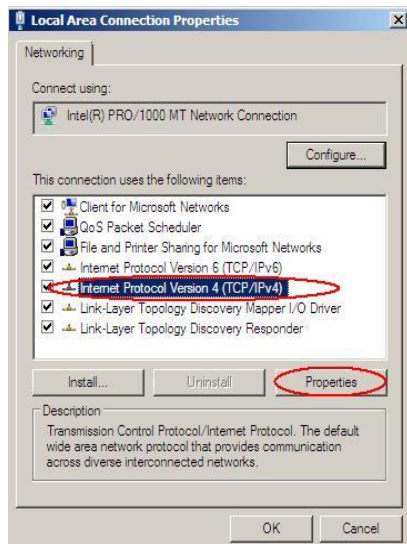 Local Area Connection Properties
Networking
Connect using:
Intel(R) PRO/1000 MT Network Connection
Configure...
This connection uses the following items:
Client for Microsoft Networks
QoS Packet Scheduler
File and Printer Sharing for Microsoft Networks
Internet Protocol Version 6 (TCP/IPv6)
Internet Protocol Version 4 (TCP/IPv4)
Link-Layer Topology Discovery Mapper I/O Driver
Link-Layer Topology Discovery Responder
Install...
Uninstall
Properties
Description
Transmission Control Protocol/Internet Protocol. The default
wide area network protocol that provides communication
across diverse interconnected networks.
OK
Cancel